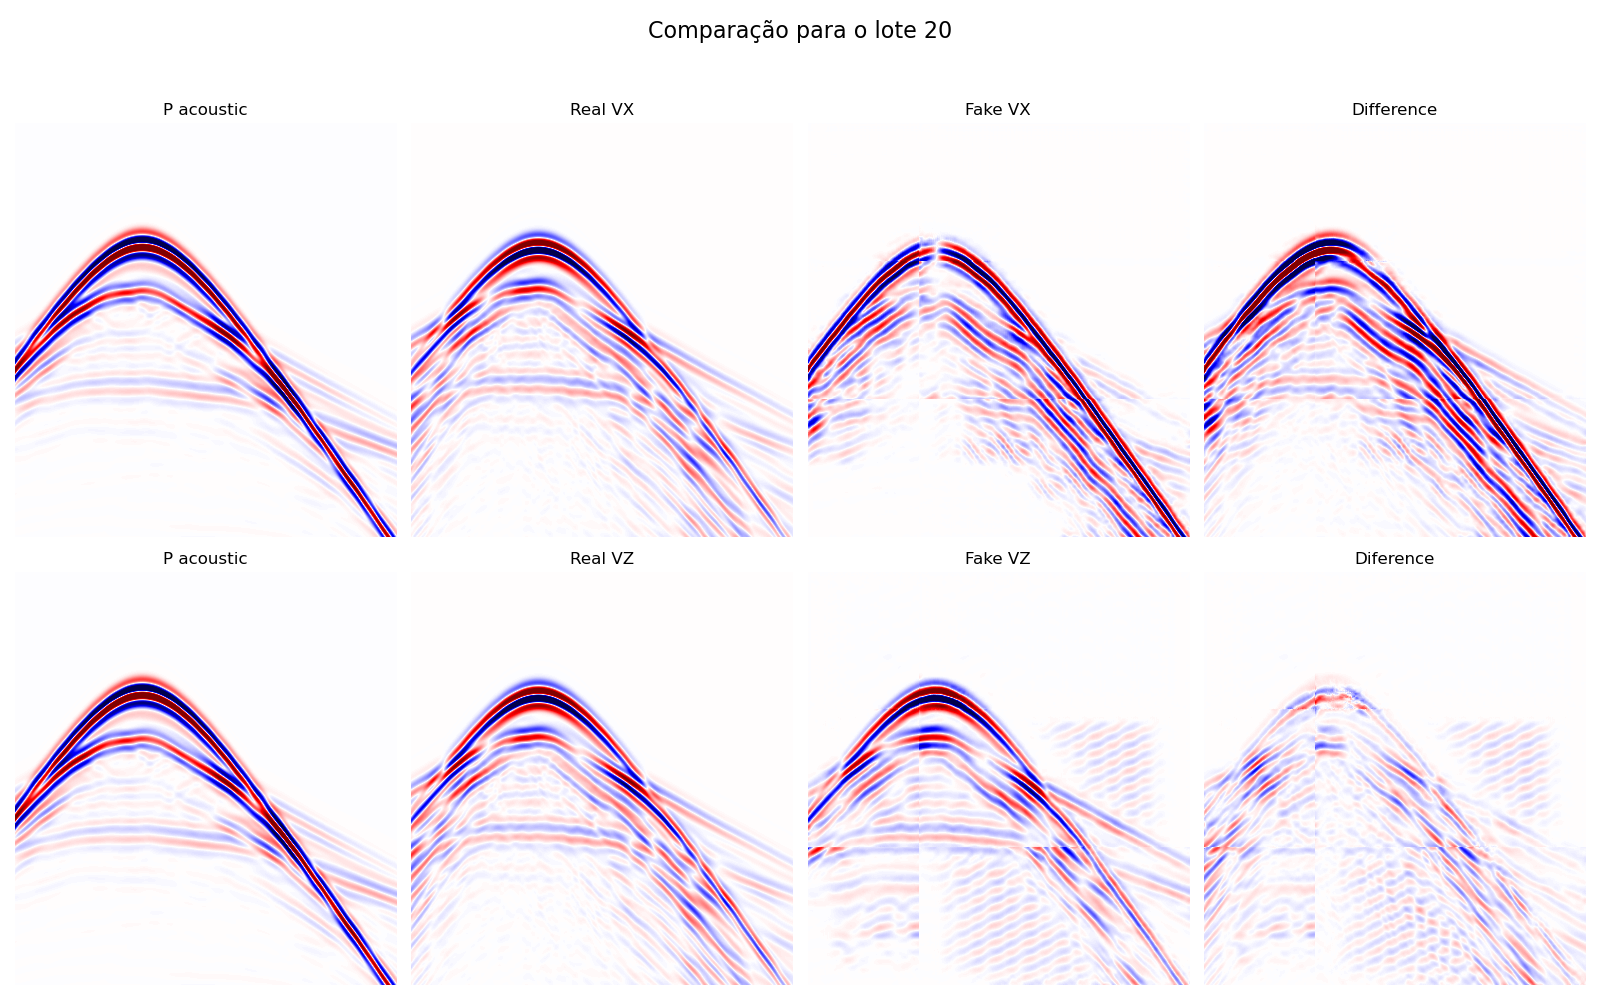 Comparação para o lote 20
P acoustic
Real VX
Fake VX
Difference
P acoustic
Real VZ
Fake VZ
Diference